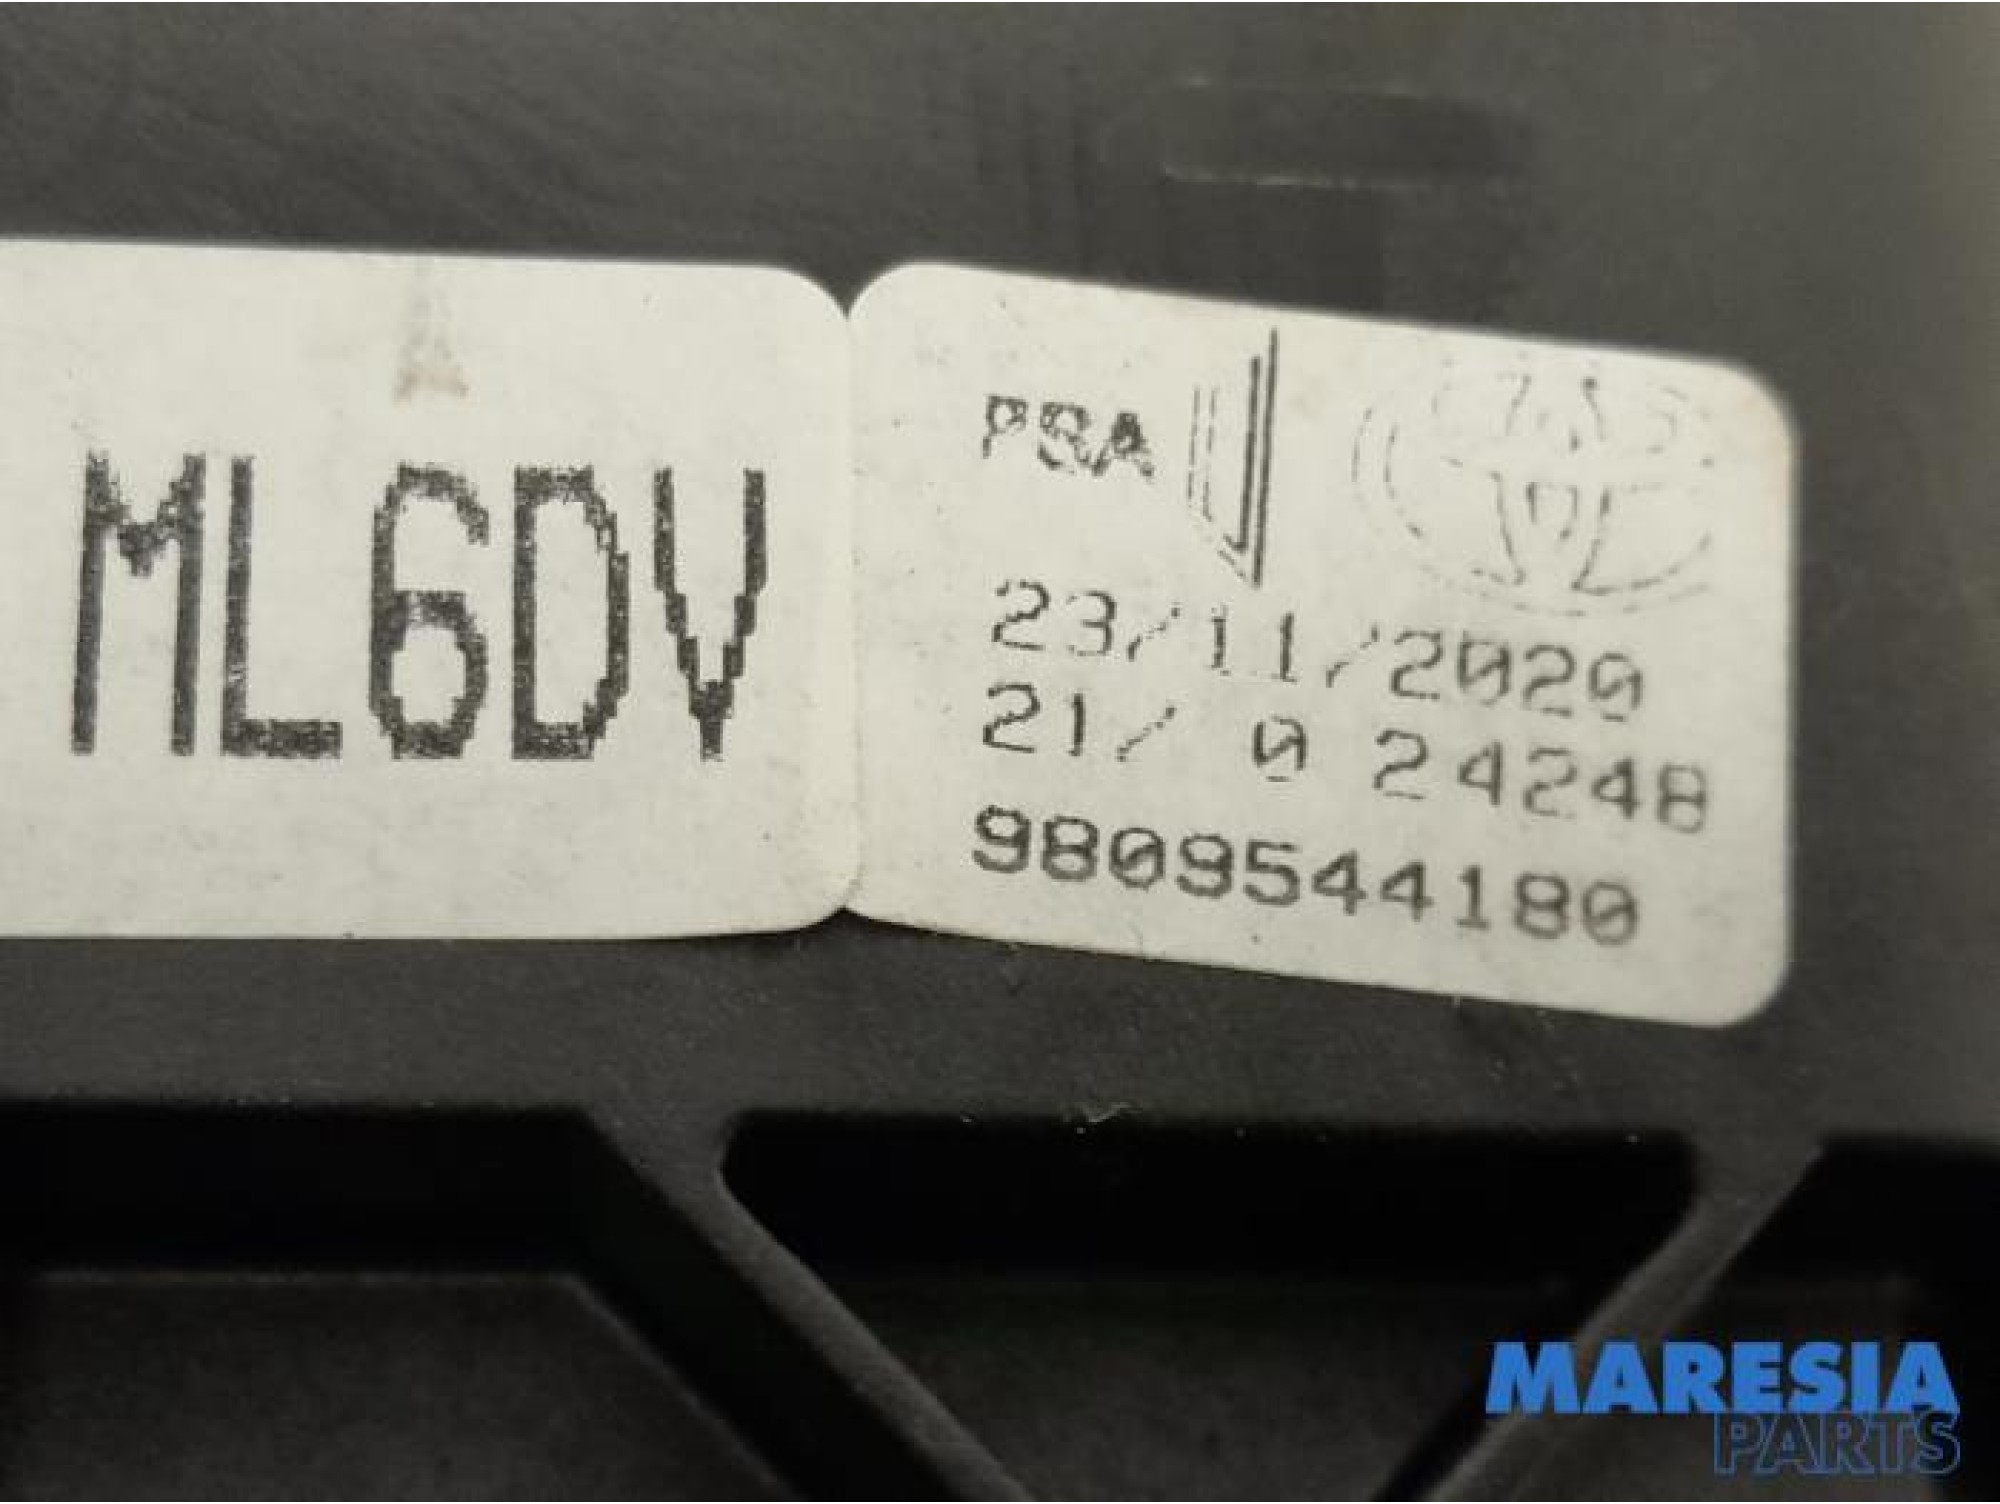 ML6DV
PSA
23/11/2020
21/ 0 24248
9809544180
MARESIA
PARTS